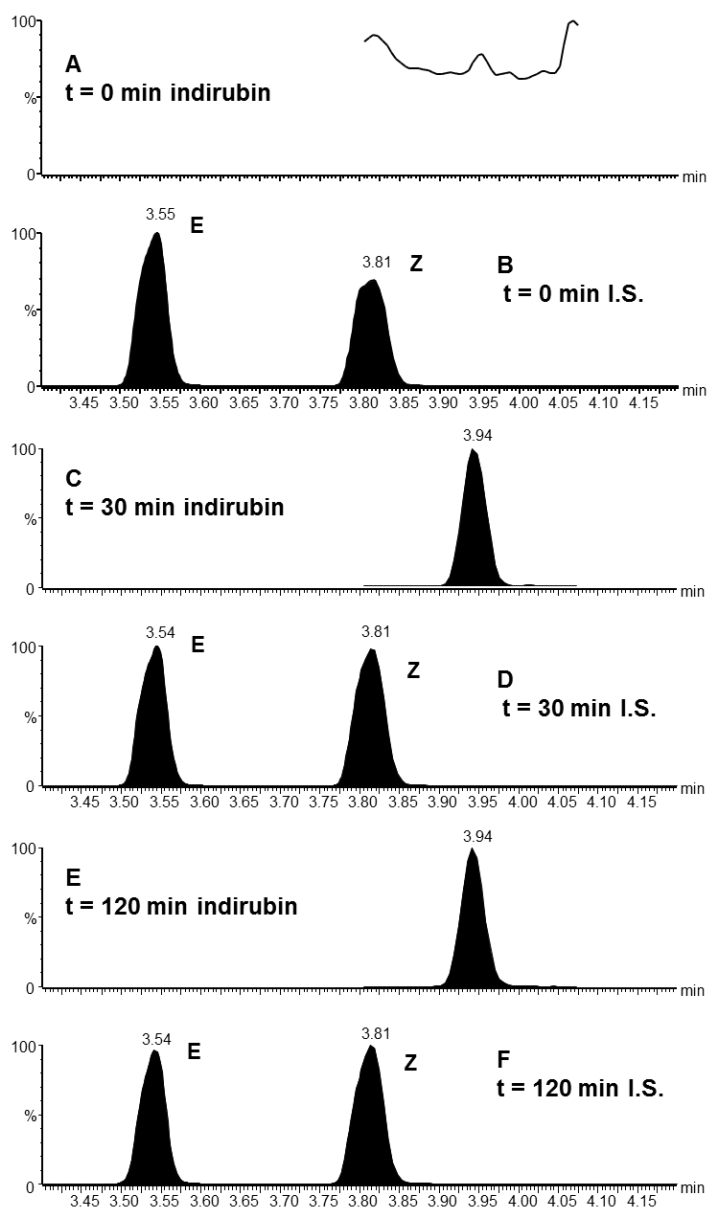 100
A
t = 0 min indirubin
%
0
min
3.55
E
100
3.81
Z
B
t = 0 min I.S.
%
0
min
3.45 3.50 3.55 3.60 3.65 3.70 3.75 3.80 3.85 3.90 3.95 4.00 4.05 4.10 4.15
100
3.94
C
t = 30 min indirubin
%
0
min
3.54
E
100
3.81
Z
D
t = 30 min I.S.
%
0
min
3.45 3.50 3.55 3.60 3.65 3.70 3.75 3.80 3.85 3.90 3.95 4.00 4.05 4.10 4.15
3.94
100
E
t = 120 min indirubin
%
0
min
3.54
E
100
3.81
Z
F
t = 120 min I.S.
%
0
min
3.45 3.50 3.55 3.60 3.65 3.70 3.75 3.80 3.85 3.90 3.95 4.00 4.05 4.10 4.15